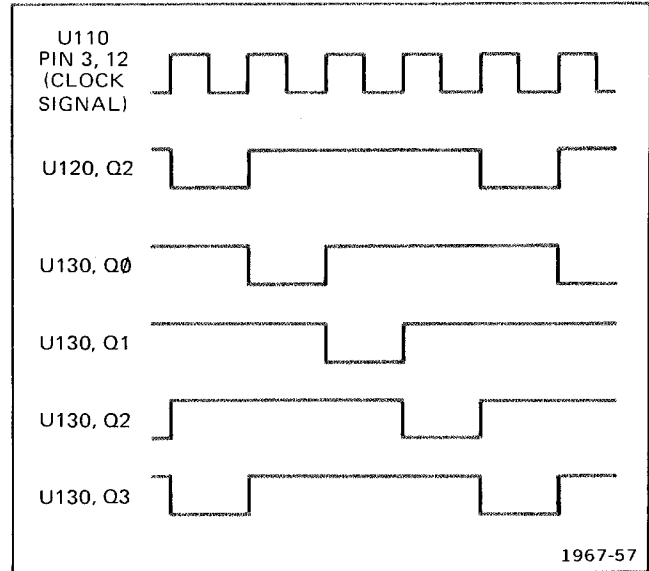 U110
PIN 3, 12
(CLOCK
SIGNAL)
U120, Q2
U130, QØ
U130, Q1
U130, Q2
U130, Q3
1967-57